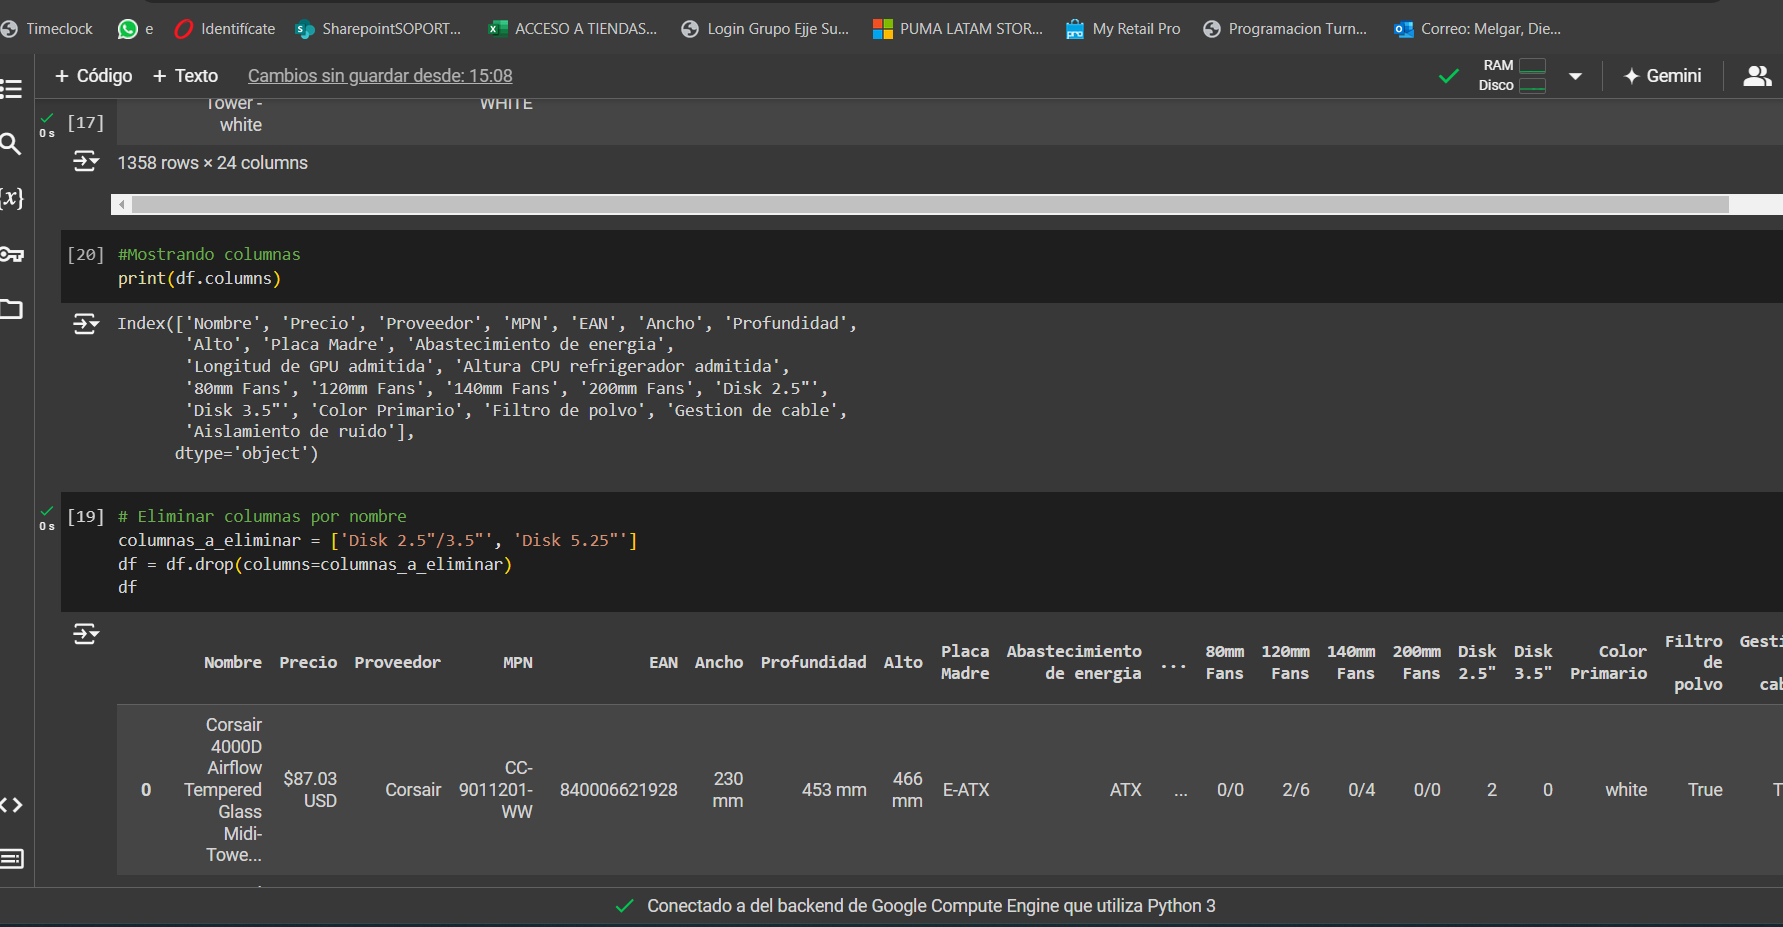 Timeclock e Identifícate SharepointSOPORT... ACCESO A TIENDAS... Login Grupo Ejje Su... PUMA LATAM STOR... My Retail Pro Programacion Turn... Correo: Melgar, Die...
+ Código + Texto Cambios sin guardar desde: 15:08
RAM
Disco
Gemini
Tower - WHITE
white
0 s [17]
1358 rows × 24 columns
{x}
[20] #Mostrando columnas
print(df.columns)
Index(['Nombre', 'Precio', 'Proveedor', 'MPN', 'EAN', 'Ancho', 'Profundidad',
'Alto', 'Placa Madre', 'Abastecimiento de energia',
'Longitud de GPU admitida', 'Altura CPU refrigerador admitida',
'80mm Fans', '120mm Fans', '140mm Fans', '200mm Fans', 'Disk 2.5"',
'Disk 3.5"', 'Color Primario', 'Filtro de polvo', 'Gestion de cable',
'Aislamiento de ruido'],
dtype='object')
0 s [19] # Eliminar columnas por nombre
columnas_a_eliminar = ['Disk 2.5"/3.5"', 'Disk 5.25"']
df = df.drop(columns=columnas_a_eliminar)
df
Nombre Precio Proveedor MPN EAN Ancho Profundidad Alto Placa Madre Abastecimiento de energia ... 80mm Fans 120mm Fans 140mm Fans 200mm Fans Disk 2.5" Disk 3.5" Color Primario Filtro de polvo Gesti cab
0 Corsair 4000D Airflow Tempered Glass Midi-Towe... $87.03 USD Corsair CC-9011201-WW 840006621928 230 mm 453 mm 466 mm E-ATX ATX ... 0/0 2/6 0/4 0/0 2 0 white True T
Conectado a del backend de Google Compute Engine que utiliza Python 3